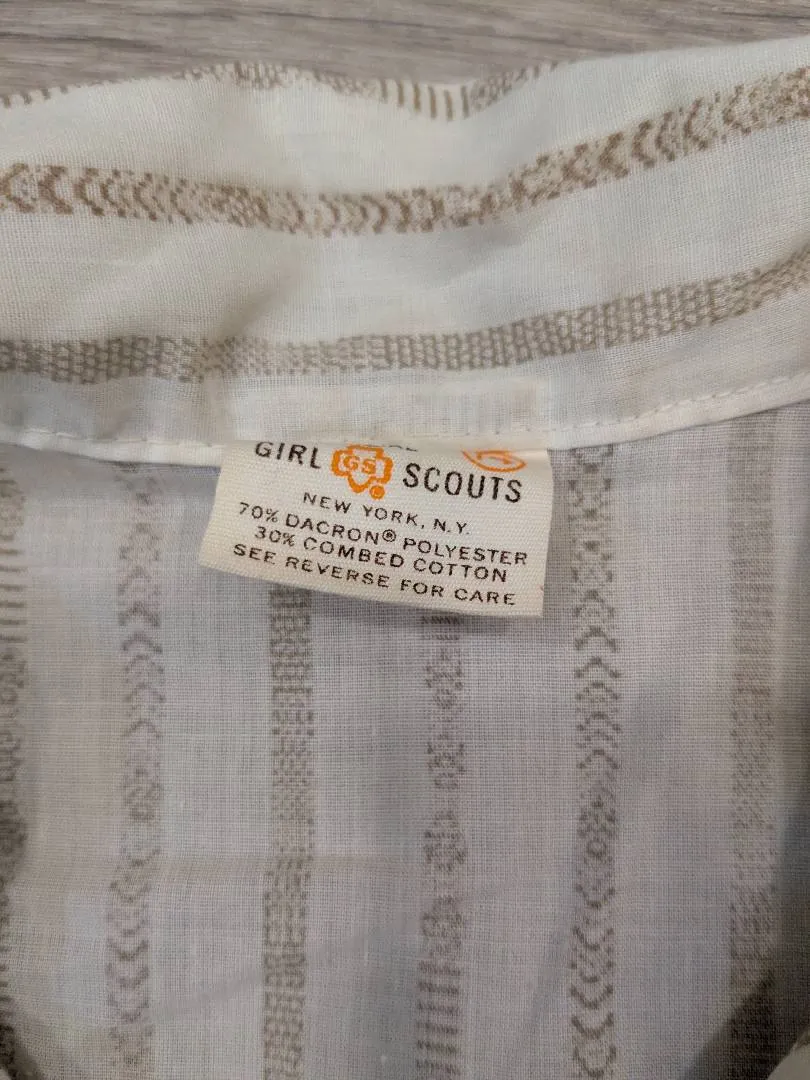 GIRL GS SCOUTS
NEW YORK, N.Y.
70% DACRON® POLYESTER
30% COMBED COTTON
SEE REVERSE FOR CARE